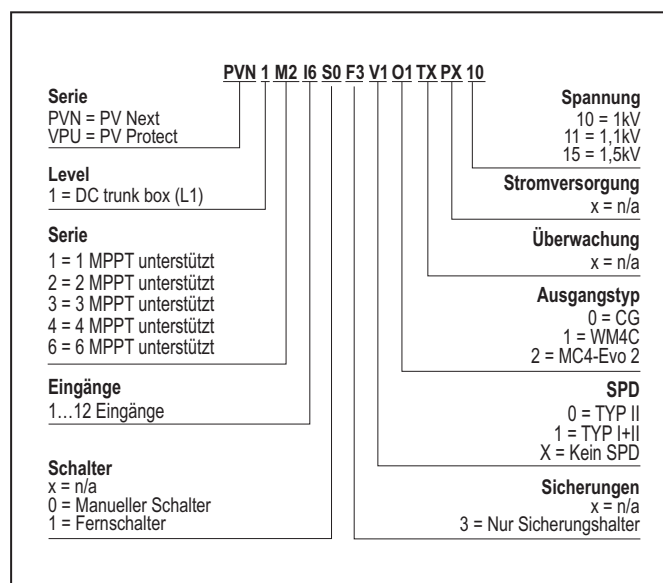 PVN 1 M2 I6 S0 F3 V1 O1 TX PX 10
Serie
PVN = PV Next
VPU = PV Protect
Level
1 = DC trunk box (L1)
Serie
1 = 1 MPPT unterstützt
2 = 2 MPPT unterstützt
3 = 3 MPPT unterstützt
4 = 4 MPPT unterstützt
6 = 6 MPPT unterstützt
Eingänge
1…12 Eingänge
Schalter
x = n/a
0 = Manueller Schalter
1 = Fernschalter
Spannung
10 = 1kV
11 = 1,1kV
15 = 1,5kV
Stromversorgung
x = n/a
Überwachung
x = n/a
Ausgangstyp
0 = CG
1 = WM4C
2 = MC4-Evo 2
SPD
0 = TYP II
1 = TYP I+II
X = Kein SPD
Sicherungen
x = n/a
3 = Nur Sicherungshalter